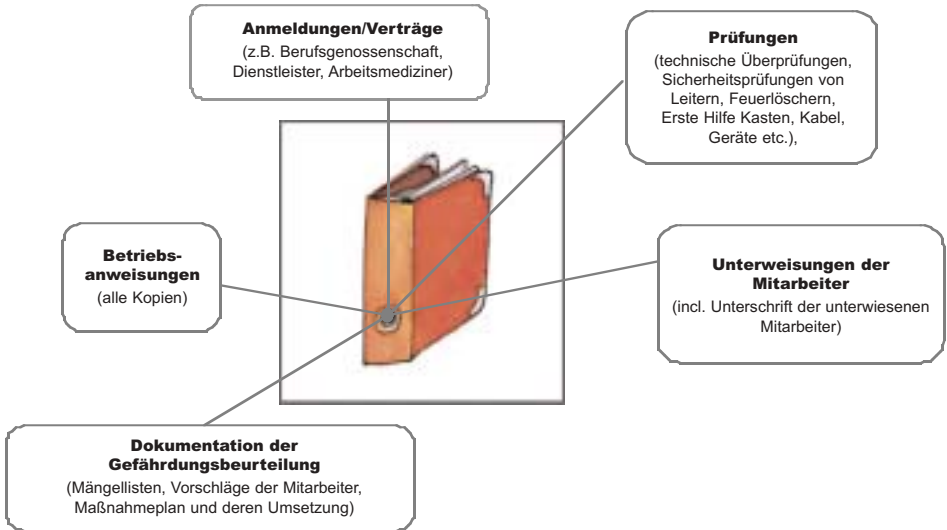 Anmeldungen/Verträge
(z.B. Berufsgenossenschaft,
Dienstleister, Arbeitsmediziner)
Prüfungen
(technische Überprüfungen,
Sicherheitsprüfungen von
Leitern, Feuerlöschern,
Erste Hilfe Kasten, Kabel,
Geräte etc.),
Betriebs-
anweisungen
(alle Kopien)
Unterweisungen der
Mitarbeiter
(incl. Unterschrift der unterwiesenen
Mitarbeiter)
Dokumentation der
Gefährdungsbeurteilung
(Mängellisten, Vorschläge der Mitarbeiter,
Maßnahmeplan und deren Umsetzung)